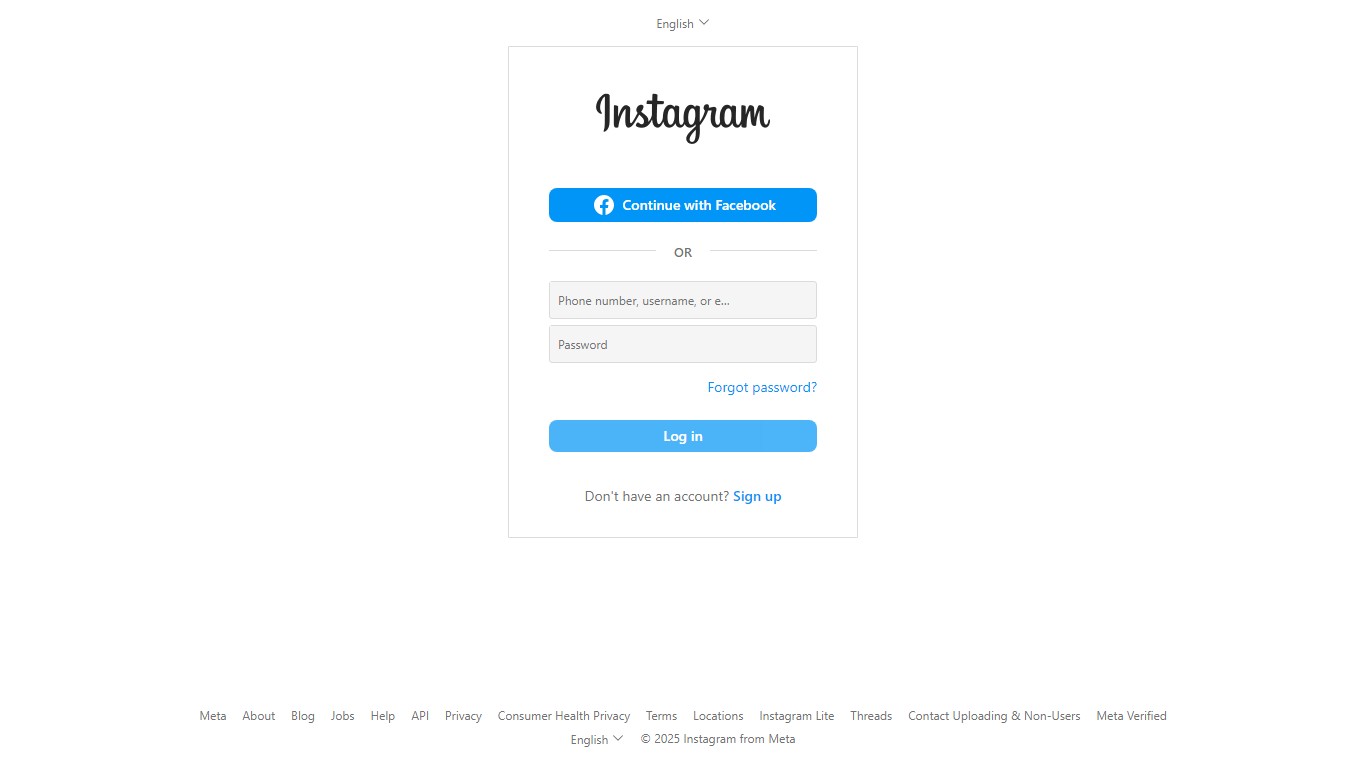 English
Instagram
Continue with Facebook
OR
Phone number, username, or e...
Password
Forgot password?
Log in
Don't have an account? Sign up
Meta About Blog Jobs Help API Privacy Consumer Health Privacy Terms Locations Instagram Lite Threads Contact Uploading & Non-Users Meta Verified
English © 2025 Instagram from Meta